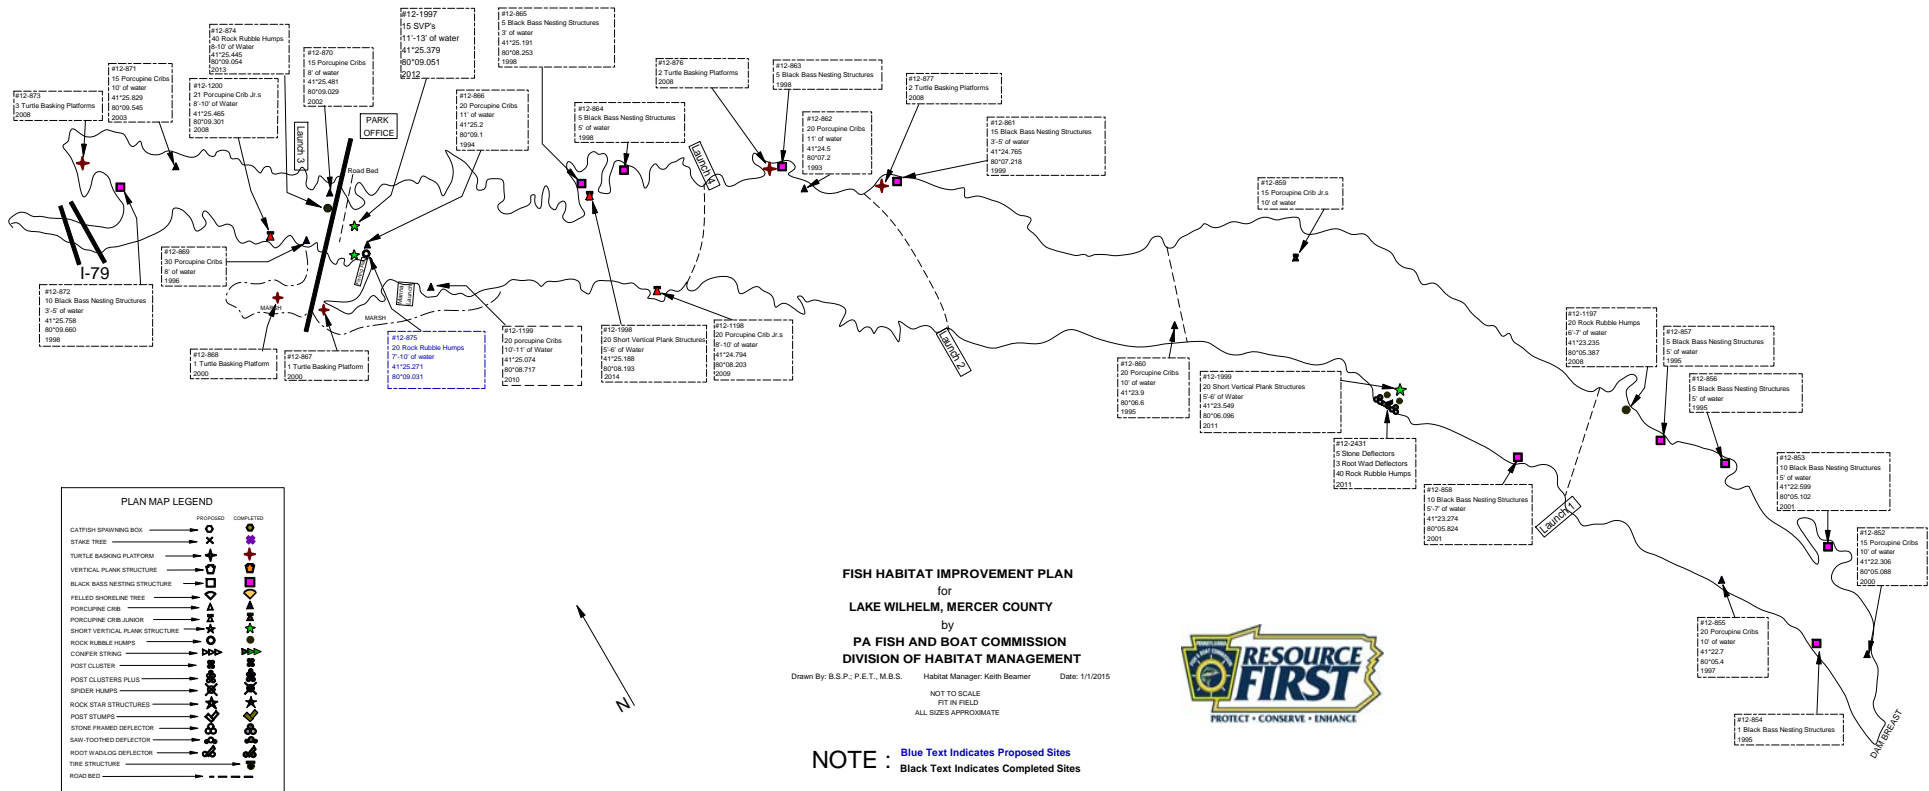 #12-873
3 Turtle Basking Platforms
2008
#12-871
15 Porcupine Cribs
10' of water
41°25.829
80°09.545
2003
#12-874
40 Rock Rubble Humps
8-10' of Water
41°25.445
80°09.054
2013
#12-1200
21 Porcupine Crib Jr.s
8'-10' of Water
41°25.465
80°09.301
2008
#12-870
15 Porcupine Cribs
8' of water
41°25.481
80°09.029
2002
Launch 3
PARK
OFFICE
Road Bed
#12-1997
15 SVP's
11'-13' of water
41°25.379
80°09.051
2012
#12-866
20 Porcupine Cribs
11' of water
41°25.2
80°09.1
1994
#12-865
5 Black Bass Nesting Structures
3' of water
41°25.191
80°08.253
1998
#12-864
5 Black Bass Nesting Structures
5' of water
1998
Launch 4
#12-876
2 Turtle Basking Platforms
2008
#12-863
5 Black Bass Nesting Structures
1998
#12-862
20 Porcupine Cribs
11' of water
41°24.5
80°07.2
1993
#12-877
2 Turtle Basking Platforms
2008
#12-861
15 Black Bass Nesting Structures
3'-5' of water
41°24.765
80°07.218
1999
#12-859
15 Porcupine Crib Jr.s
10' of water
I-79
#12-872
10 Black Bass Nesting Structures
3'-5' of water
41°25.758
80°09.660
1998
#12-869
30 Porcupine Cribs
8' of water
1996
MARSH
MARSH
Marina
Launch
#12-868
1 Turtle Basking Platform
2000
#12-867
1 Turtle Basking Platform
2000
#12-875
20 Rock Rubble Humps
7'-10' of water
41°25.271
80°09.031
#12-1199
20 porcupine Cribs
10'-11' of Water
41°25.074
80°08.717
2010
#12-1998
20 Short Vertical Plank Structures
5'-6' of Water
41°25.188
80°08.193
2014
#12-1198
20 Porcupine Crib Jr.s
8'-10' of water
41°24.794
80°08.203
2009
Launch 2
#12-860
20 Porcupine Cribs
10' of water
41°23.9
80°06.6
1995
#12-1999
20 Short Vertical Plank Structures
5'-6' of Water
41°23.549
80°06.096
2011
#12-2431
5 Stone Deflectors
3 Root Wad Deflectors
40 Rock Rubble Humps
2011
#12-858
10 Black Bass Nesting Structures
5'-7' of water
41°23.274
80°05.824
2001
Launch 1
#12-1197
20 Rock Rubble Humps
6'-7' of water
41°23.235
80°05.387
2008
#12-857
5 Black Bass Nesting Structures
5' of water
1995
#12-856
5 Black Bass Nesting Structures
5' of water
1995
#12-853
10 Black Bass Nesting Structures
5' of water
41°22.599
80°05.102
2001
#12-852
15 Porcupine Cribs
10' of water
41°22.306
80°05.088
2000
#12-855
20 Porcupine Cribs
10' of water
41°22.7
80°05.4
1997
#12-854
1 Black Bass Nesting Structures
1995
DAM BREAST
PLAN MAP LEGEND
PROPOSED COMPLETED
CATFISH SPAWNING BOX
STAKE TREE
TURTLE BASKING PLATFORM
VERTICAL PLANK STRUCTURE
BLACK BASS NESTING STRUCTURE
FELLED SHORELINE TREE
PORCUPINE CRIB
PORCUPINE CRIB JUNIOR
SHORT VERTICAL PLANK STRUCTURE
ROCK RUBBLE HUMPS
CONIFER STRING
POST CLUSTER
POST CLUSTERS PLUS
SPIDER HUMPS
ROCK STAR STRUCTURES
POST STUMPS
STONE FRAMED DEFLECTOR
SAW-TOOTHED DEFLECTOR
ROOT WAD/LOG DEFLECTOR
TIRE STRUCTURE
ROAD BED
N
FISH HABITAT IMPROVEMENT PLAN
for
LAKE WILHELM, MERCER COUNTY
by
PA FISH AND BOAT COMMISSION
DIVISION OF HABITAT MANAGEMENT
Drawn By: B.S.P.; P.E.T., M.B.S. Habitat Manager: Keith Beamer Date: 1/1/2015
NOT TO SCALE
FIT IN FIELD
ALL SIZES APPROXIMATE
NOTE : Blue Text Indicates Proposed Sites
Black Text Indicates Completed Sites
RESOURCE
FIRST
PROTECT • CONSERVE • ENHANCE